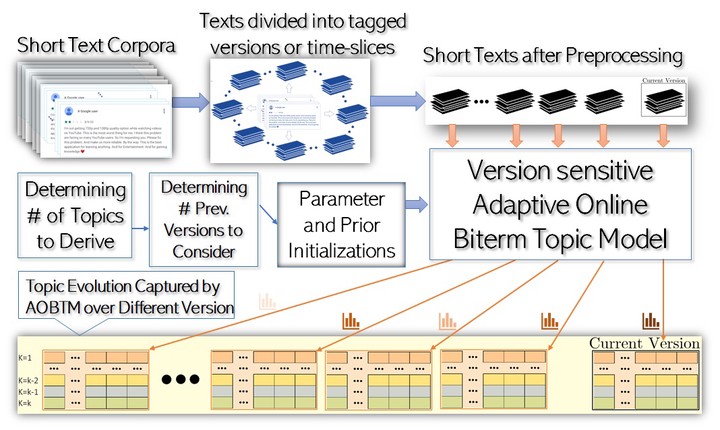 Short Text Corpora
Texts divided into tagged
versions or time-slices
Short Texts after Preprocessing
Current Version
A Google user
Determining
# of Topics
to Derive
Determining
# Prev.
Versions to
Consider
Parameter
and Prior
Initializations
Version sensitive
Adaptive Online
Biterm Topic Model
Topic Evolution Captured by
AOBTM over Different Version
Current Version
K=1
K=k-2
K=k-1
K=k